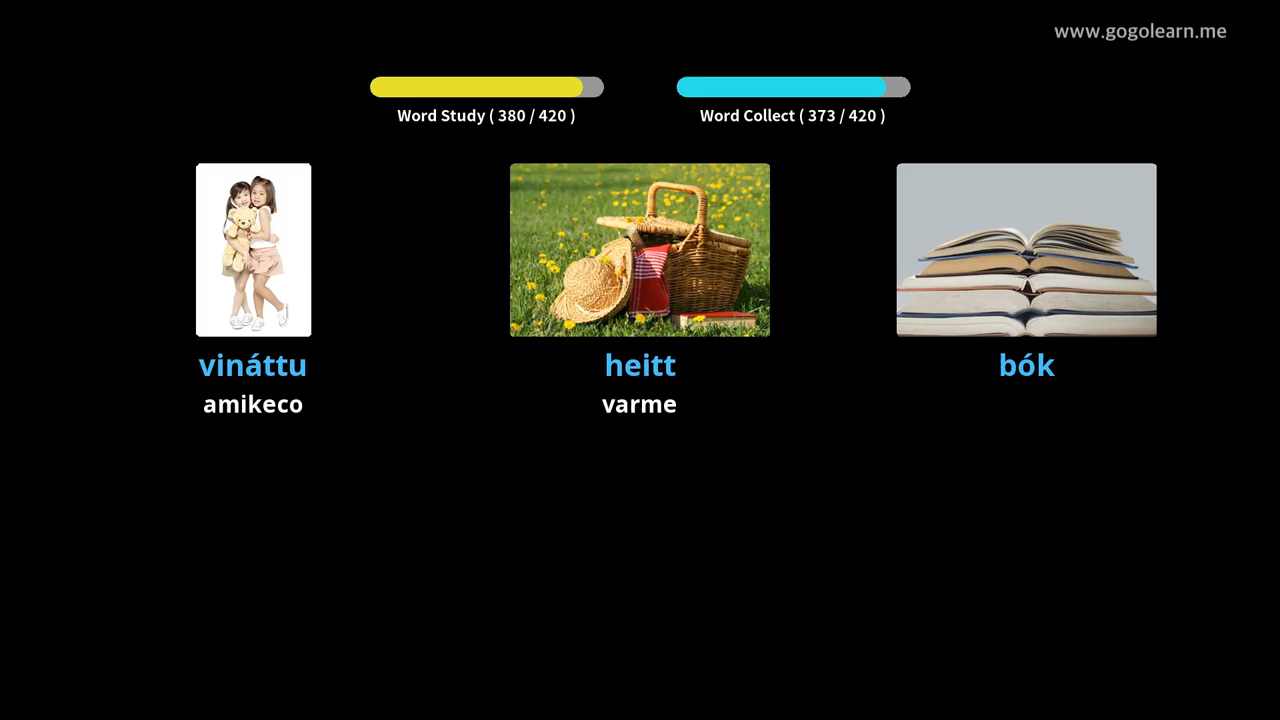 www.gogolearn.me
Word Study ( 380 / 420 )
Word Collect ( 373 / 420 )
vináttu
amikeco
heitt
varme
bók